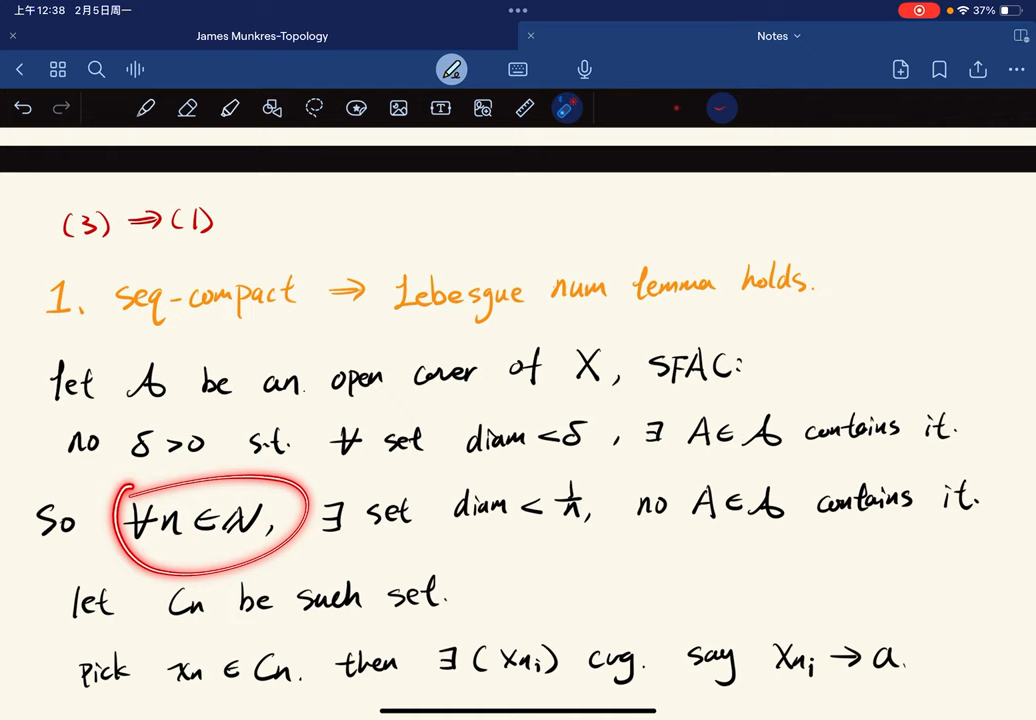 上午12:38 2月5日周一
37%
James Munkres-Topology
Notes
(3) ⇒ (1)
1. seq-compact ⇒ Lebesgue num lemma holds.
let 𝒜 be an open cover of X, SFAC:
no δ>0 s.t. ∀ set diam<δ, ∃ A∈𝒜 contains it.
So ∀n∈ℕ, ∃ set diam<1/n, no A∈𝒜 contains it.
let Cn be such set.
pick xn ∈ Cn. then ∃(xni) cvg. say xni → a.